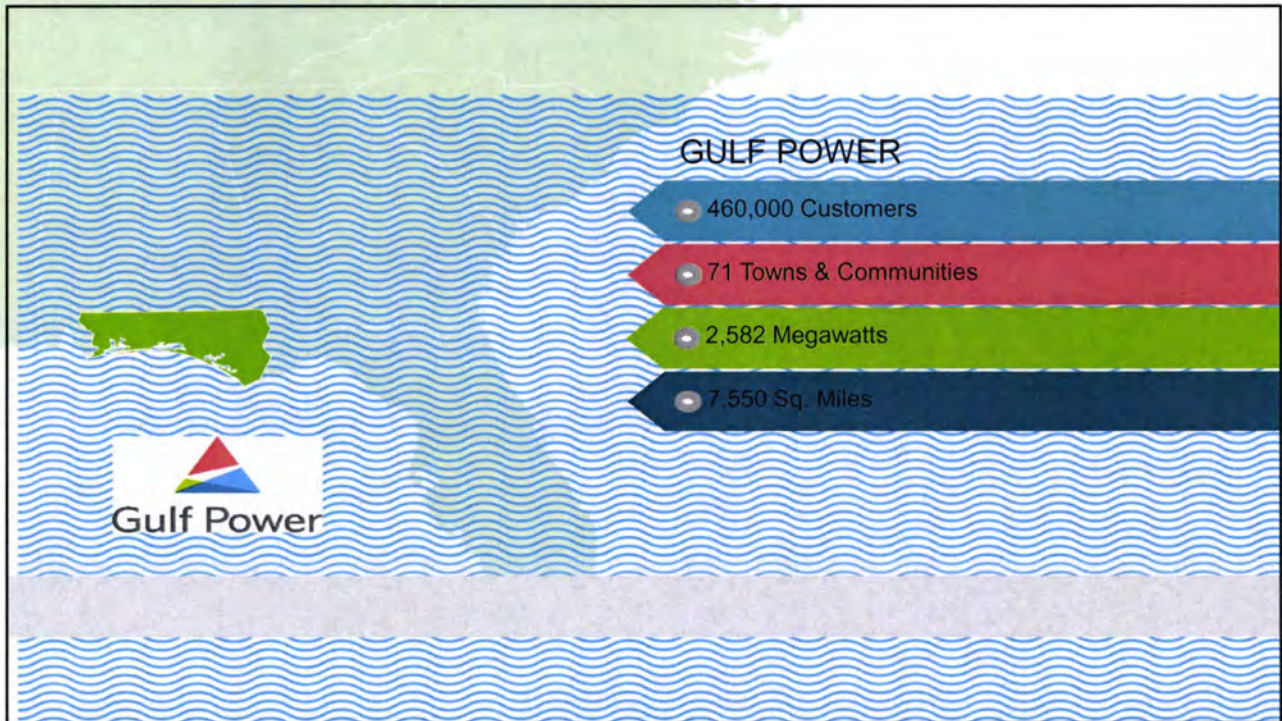 GULF POWER
460,000 Customers
71 Towns & Communities
2,582 Megawatts
7,550 Sq. Miles
Gulf Power